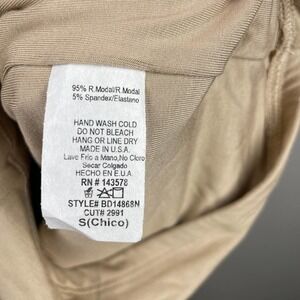 95% R.Modal/R.Modal
5% Spandex/Elastano
HAND WASH COLD
DO NOT BLEACH
HANG OR LINE DRY
MADE IN U.S.A.
Lave Frio a Mano,No Cloro
Secar Colgado
HECHO EN E.U.A.
RN # 143578
STYLE# BD14868N
CUT# 2991
S(Chico)